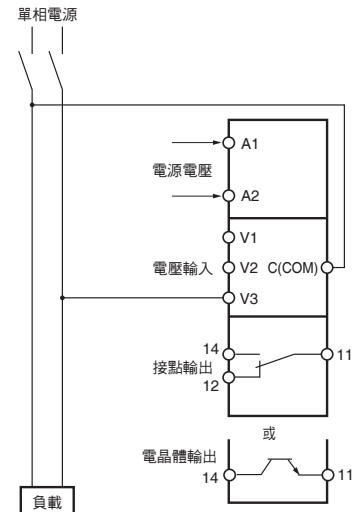 單相電源
A1
電源電壓
A2
V1
電壓輸入
V2
C(COM)
V3
14
11
接點輸出
12
或
電晶體輸出
14
11
負載